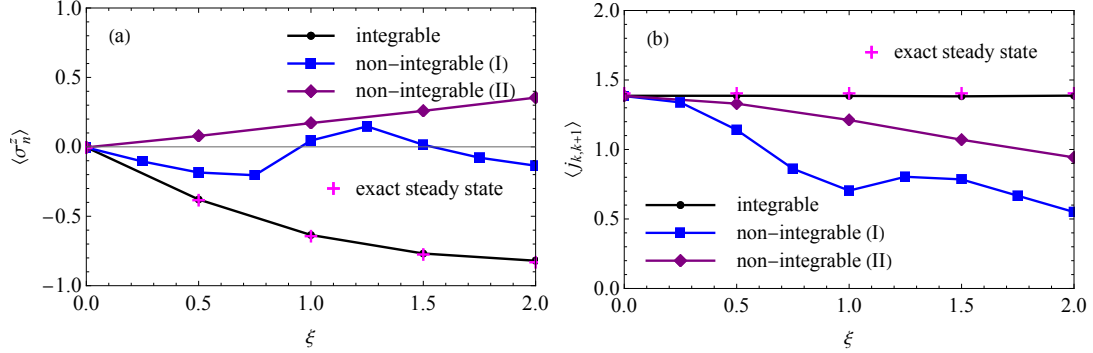 (a)
integrable
non−integrable (I)
non−integrable (II)
exact steady state
⟨σₙᶻ⟩
1.0
0.5
0.0
−0.5
−1.0
0.0 0.5 1.0 1.5 2.0
ξ
(b)
exact steady state
integrable
non−integrable (I)
non−integrable (II)
⟨j_{k,k+1}⟩
2.0
1.5
1.0
0.5
0.0
0.0 0.5 1.0 1.5 2.0
ξ